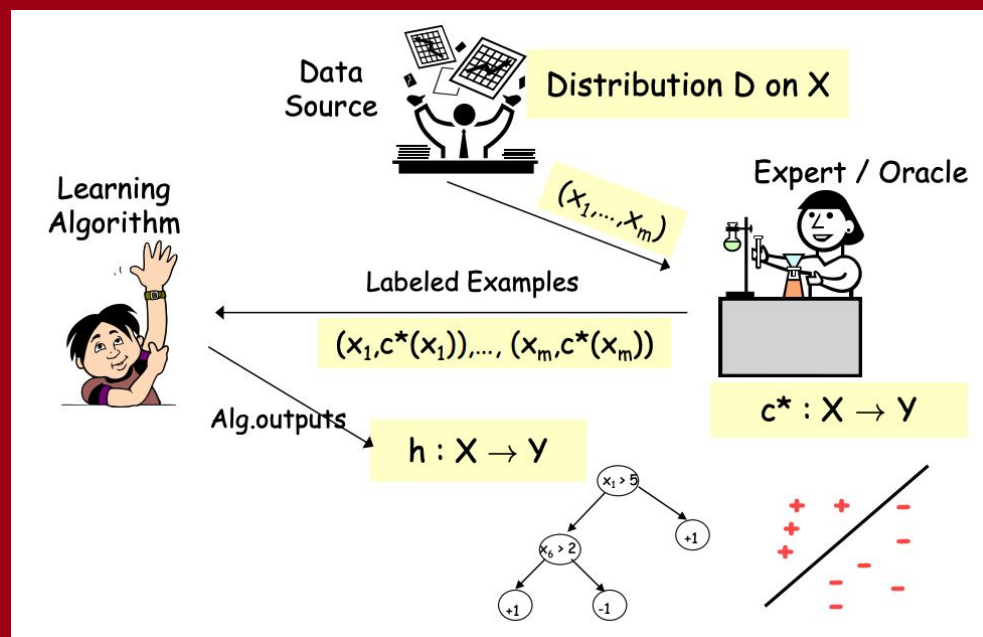 Data
Source
Distribution D on X
Expert / Oracle
(x₁,...,xₘ)
Learning
Algorithm
Labeled Examples
(x₁,c*(x₁)),..., (xₘ,c*(xₘ))
c* : X → Y
Alg.outputs
h : X → Y
x₁ > 5
+1
x₆ > 2
+1
-1
+ + -
+
+ -
-
- -
-